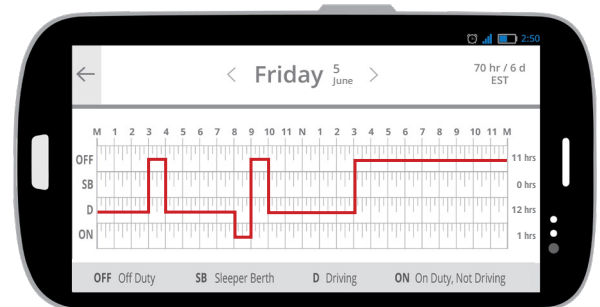 2:50
Friday 5 June
70 hr / 6 d
EST
M 1 2 3 4 5 6 7 8 9 10 11 N 1 2 3 4 5 6 7 8 9 10 11 M
OFF 11 hrs
SB 0 hrs
D 12 hrs
ON 1 hrs
OFF Off Duty SB Sleeper Berth D Driving ON On Duty, Not Driving